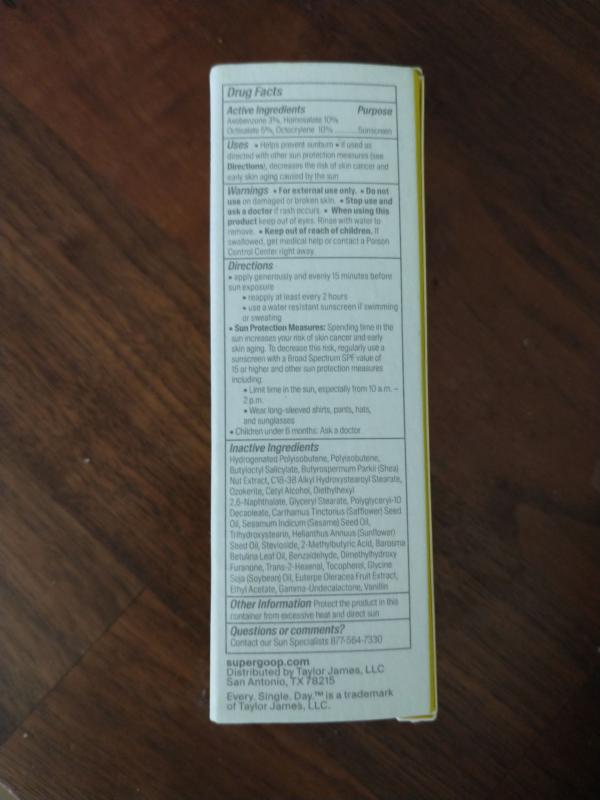 Drug Facts
Active Ingredients Purpose
Avobenzone 3%, Homosalate 10%
Octisalate 5%, Octocrylene 10% ............ Sunscreen
Uses • Helps prevent sunburn • If used as
directed with other sun protection measures (see
Directions), decreases the risk of skin cancer and
early skin aging caused by the sun
Warnings • For external use only. • Do not
use on damaged or broken skin. • Stop use and
ask a doctor if rash occurs. • When using this
product keep out of eyes. Rinse with water to
remove. • Keep out of reach of children. If
swallowed, get medical help or contact a Poison
Control Center right away.
Directions
• apply generously and evenly 15 minutes before
sun exposure
• reapply at least every 2 hours
• use a water resistant sunscreen if swimming
or sweating
• Sun Protection Measures: Spending time in the
sun increases your risk of skin cancer and early
skin aging. To decrease this risk, regularly use a
sunscreen with a Broad Spectrum SPF value of
15 or higher and other sun protection measures
including:
• Limit time in the sun, especially from 10 a.m. –
2 p.m.
• Wear long-sleeved shirts, pants, hats,
and sunglasses
• Children under 6 months: Ask a doctor
Inactive Ingredients
Hydrogenated Polyisobutene, Polyisobutene,
Butyloctyl Salicylate, Butyrospermum Parkii (Shea)
Nut Extract, C18-38 Alkyl Hydroxystearoyl Stearate,
Ozokerite, Cetyl Alcohol, Diethylhexyl
2,6-Naphthalate, Glyceryl Stearate, Polyglyceryl-10
Decaoleate, Carthamus Tinctorius (Safflower) Seed
Oil, Sesamum Indicum (Sesame) Seed Oil,
Trihydroxystearin, Helianthus Annuus (Sunflower)
Seed Oil, Stevioside, 2-Methylbutyric Acid, Barosma
Betulina Leaf Oil, Benzaldehyde, Dimethylhydroxy
Furanone, Trans-2-Hexenal, Tocopherol, Glycine
Soja (Soybean) Oil, Euterpe Oleracea Fruit Extract,
Ethyl Acetate, Gamma-Undecalactone, Vanillin
Other Information Protect the product in this
container from excessive heat and direct sun
Questions or comments?
Contact our Sun Specialists 877-564-7330
supergoop.com
Distributed by Taylor James, LLC
San Antonio, TX 78215
Every. Single. Day.™ is a trademark
of Taylor James, LLC.